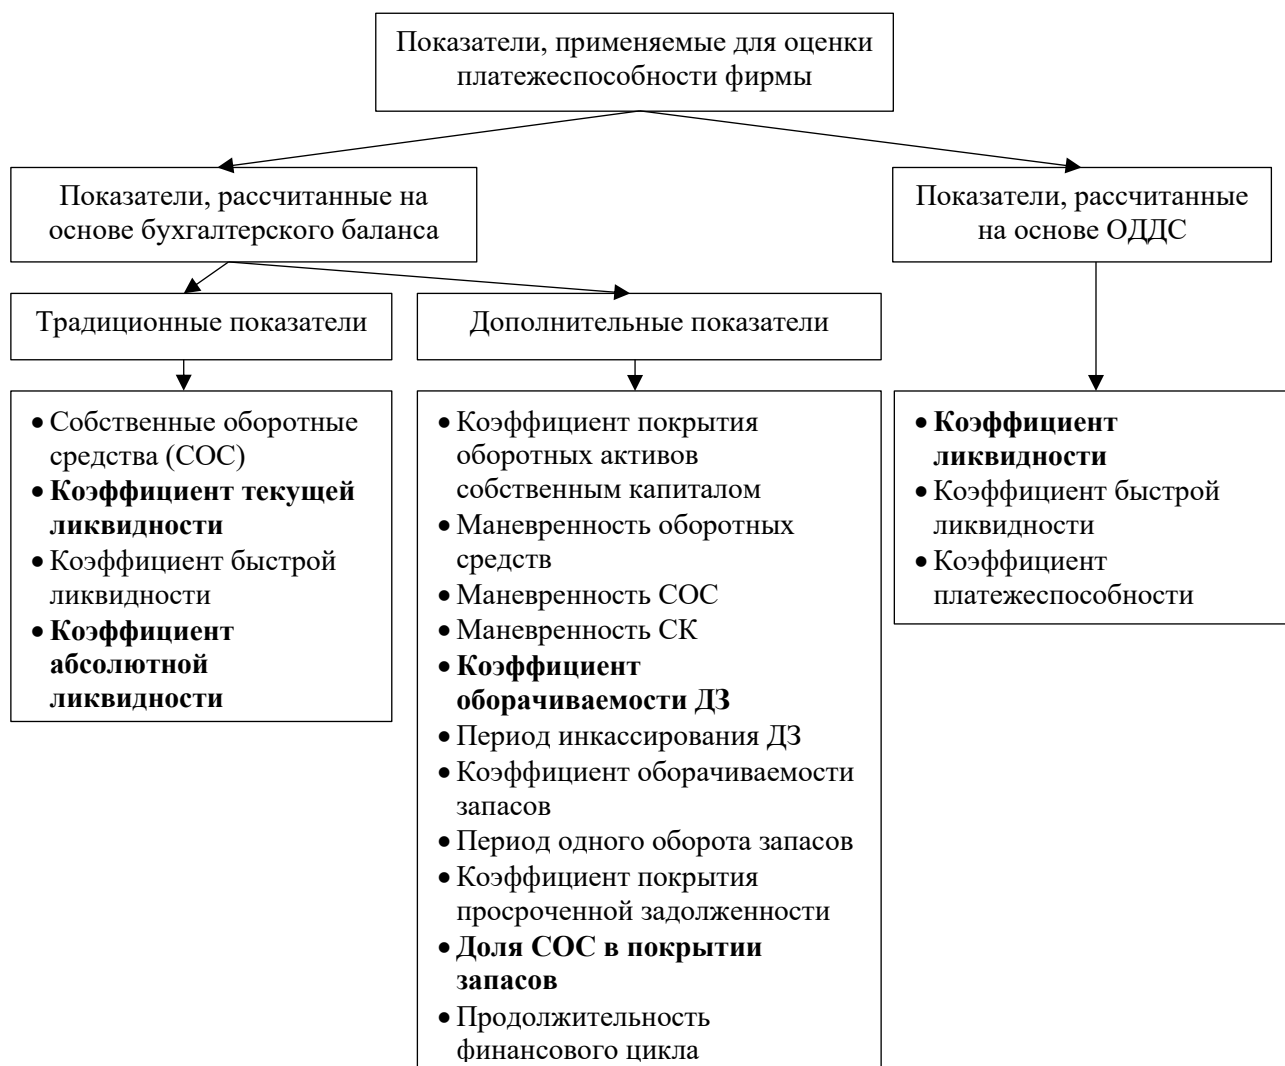 Показатели, применяемые для оценки
платежеспособности фирмы
Показатели, рассчитанные на
основе бухгалтерского баланса
Показатели, рассчитанные
на основе ОДДС
Традиционные показатели
Дополнительные показатели
• Собственные оборотные
средства (СОС)
• Коэффициент текущей
ликвидности
• Коэффициент быстрой
ликвидности
• Коэффициент
абсолютной
ликвидности
• Коэффициент покрытия
оборотных активов
собственным капиталом
• Маневренность оборотных
средств
• Маневренность СОС
• Маневренность СК
• Коэффициент
оборачиваемости ДЗ
• Период инкассирования ДЗ
• Коэффициент оборачиваемости
запасов
• Период одного оборота запасов
• Коэффициент покрытия
просроченной задолженности
• Доля СОС в покрытии
запасов
• Продолжительность
финансового цикла
• Коэффициент
ликвидности
• Коэффициент быстрой
ликвидности
• Коэффициент
платежеспособности